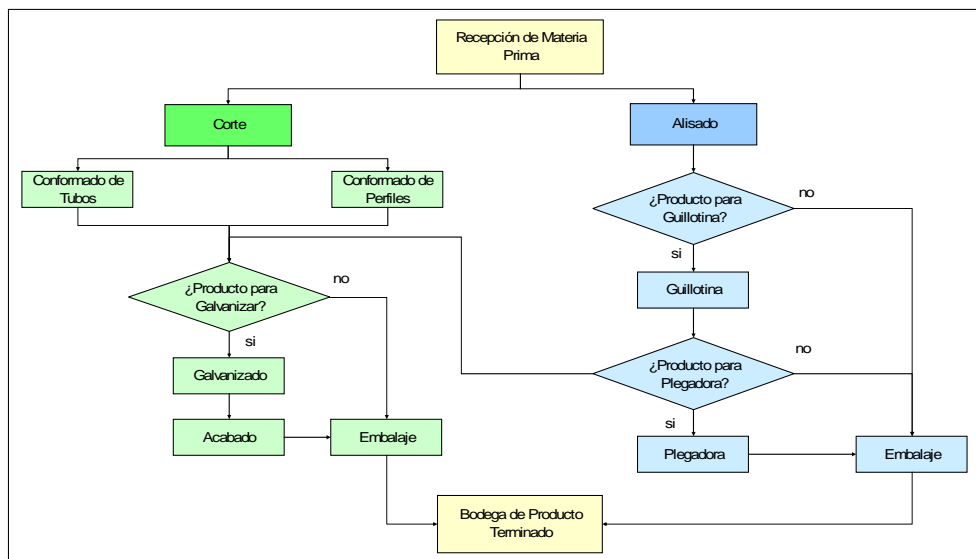 Recepción de Materia
Prima
Corte
Alisado
Conformado de
Tubos
Conformado de
Perfiles
¿Producto para
Guillotina?
no
si
¿Producto para
Galvanizar?
no
Guillotina
si
¿Producto para
Plegadora?
no
Galvanizado
si
Acabado
Embalaje
Plegadora
Embalaje
Bodega de Producto
Terminado